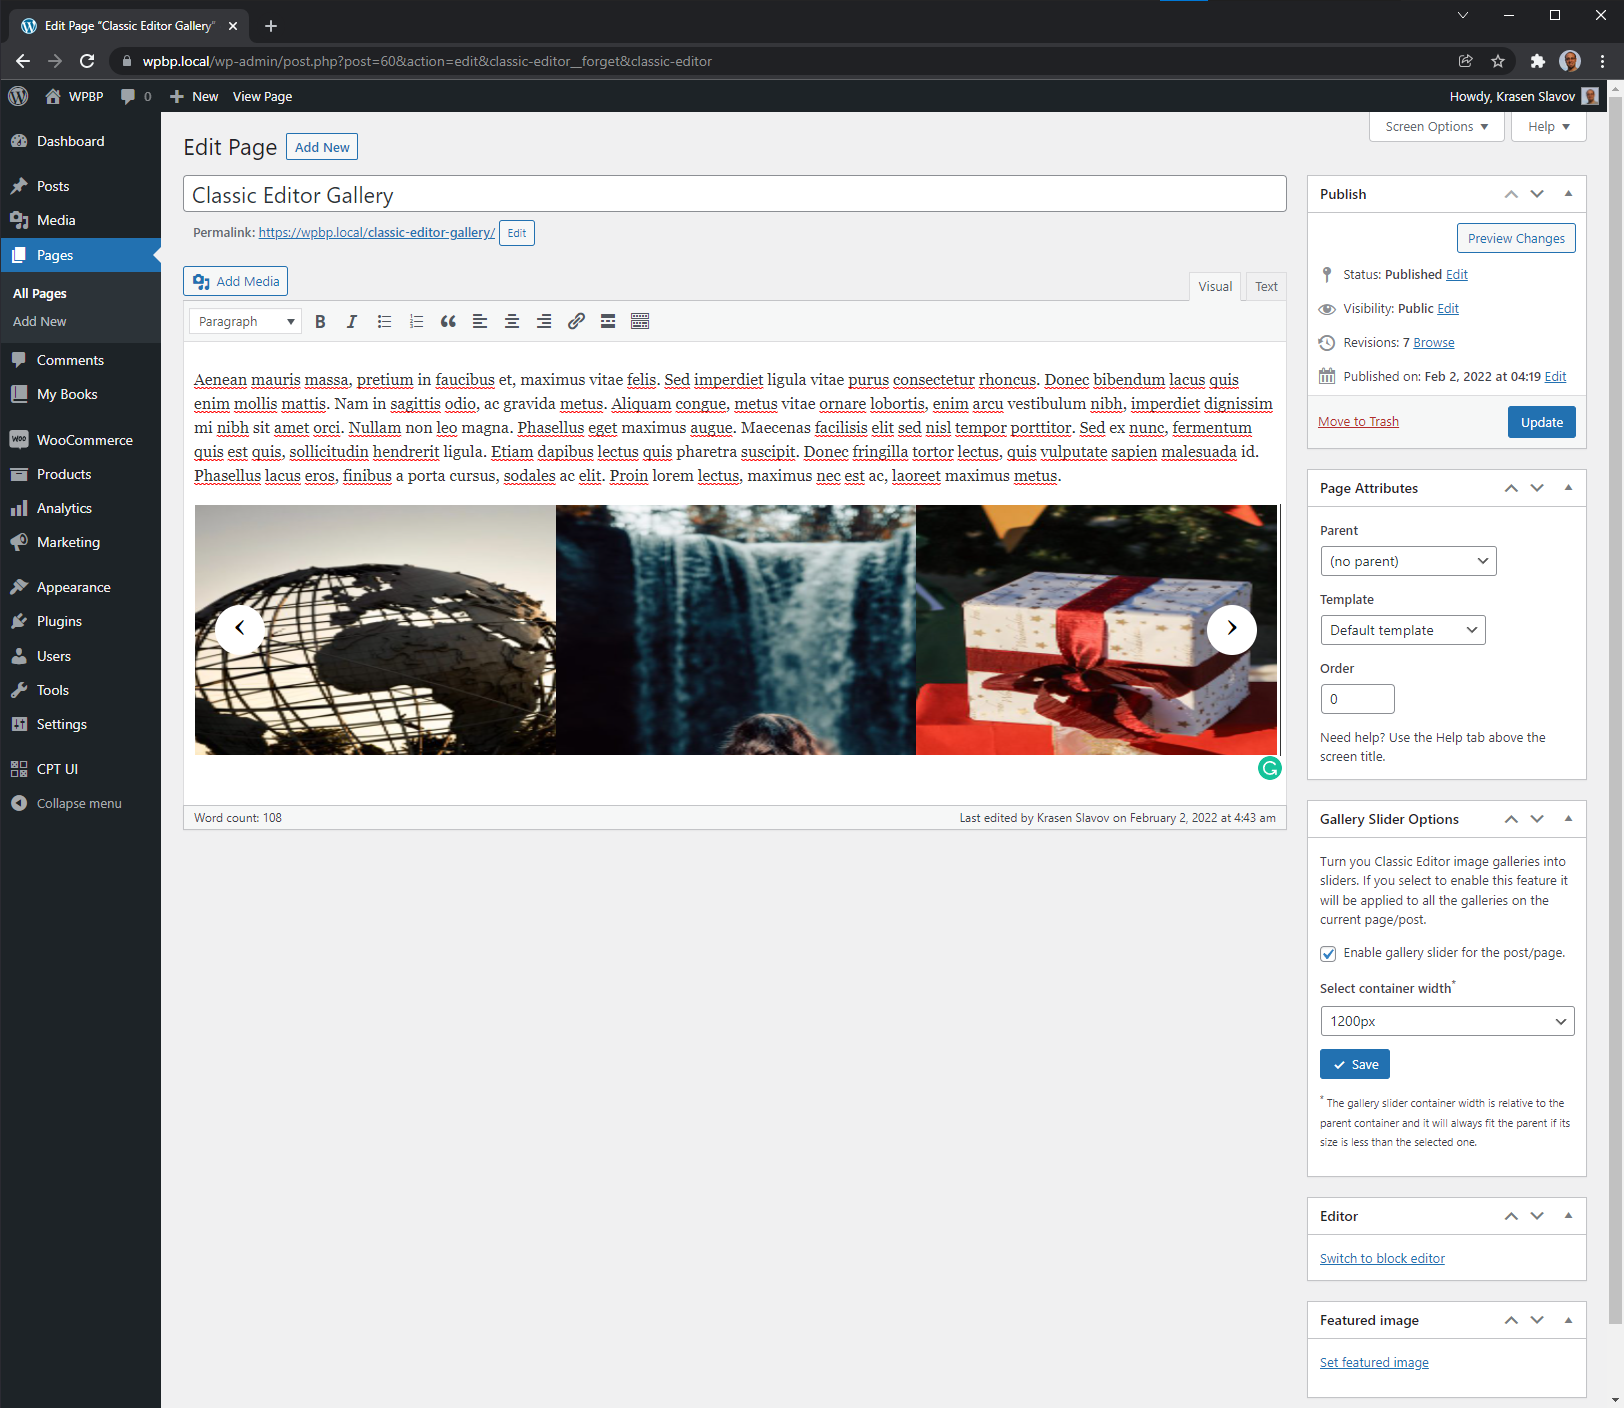 Edit Page "Classic Editor Gallery"
wpbp.local/wp-admin/post.php?post=60&action=edit&classic-editor__forget&classic-editor
WPBP 0 New View Page Howdy, Krasen Slavov
Screen Options Help
Dashboard
Posts
Media
Pages
All Pages
Add New
Comments
My Books
WooCommerce
Products
Analytics
Marketing
Appearance
Plugins
Users
Tools
Settings
CPT UI
Collapse menu
Edit Page Add New
Classic Editor Gallery
Permalink: https://wpbp.local/classic-editor-gallery/ Edit
Add Media
Visual Text
Paragraph
Aenean mauris massa, pretium in faucibus et, maximus vitae felis. Sed imperdiet ligula vitae purus consectetur rhoncus. Donec bibendum lacus quis
enim mollis mattis. Nam in sagittis odio, ac gravida metus. Aliquam congue, metus vitae ornare lobortis, enim arcu vestibulum nibh, imperdiet dignissim
mi nibh sit amet orci. Nullam non leo magna. Phasellus eget maximus augue. Maecenas facilisis elit sed nisl tempor porttitor. Sed ex nunc, fermentum
quis est quis, sollicitudin hendrerit ligula. Etiam dapibus lectus quis pharetra suscipit. Donec fringilla tortor lectus, quis vulputate sapien malesuada id.
Phasellus lacus eros, finibus a porta cursus, sodales ac elit. Proin lorem lectus, maximus nec est ac, laoreet maximus metus.
Word count: 108
Last edited by Krasen Slavov on February 2, 2022 at 4:43 am
Publish
Preview Changes
Status: Published Edit
Visibility: Public Edit
Revisions: 7 Browse
Published on: Feb 2, 2022 at 04:19 Edit
Move to Trash Update
Page Attributes
Parent
(no parent)
Template
Default template
Order
0
Need help? Use the Help tab above the
screen title.
Gallery Slider Options
Turn you Classic Editor image galleries into
sliders. If you select to enable this feature it
will be applied to all the galleries on the
current page/post.
Enable gallery slider for the post/page.
Select container width*
1200px
Save
* The gallery slider container width is relative to the
parent container and it will always fit the parent if its
size is less than the selected one.
Editor
Switch to block editor
Featured image
Set featured image